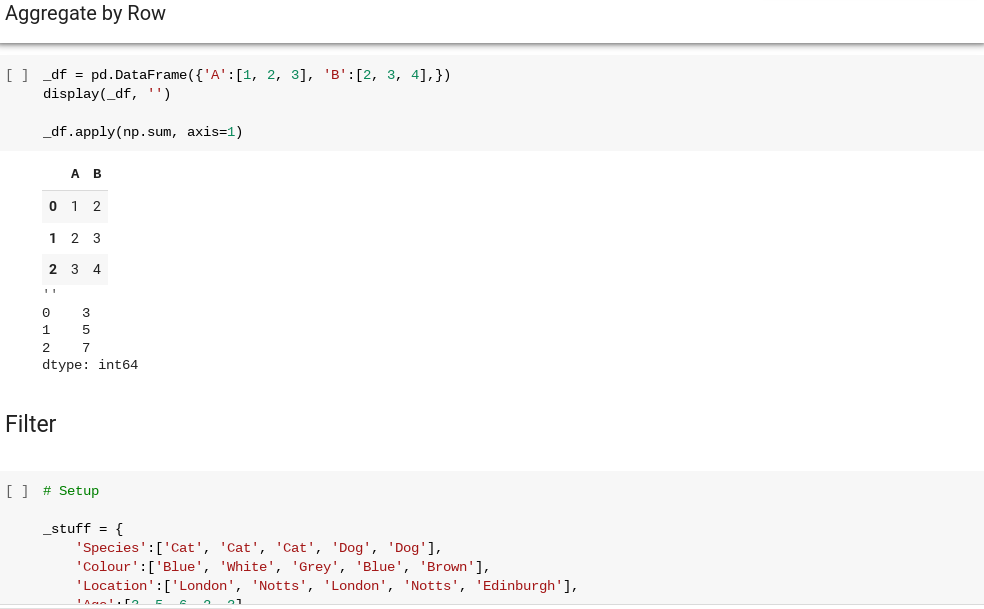 Aggregate by Row
[ ] _df = pd.DataFrame({'A':[1, 2, 3], 'B':[2, 3, 4],})
display(_df, '')
_df.apply(np.sum, axis=1)
A B
0 1 2
1 2 3
2 3 4
''
0 3
1 5
2 7
dtype: int64
Filter
[ ] # Setup
_stuff = {
'Species':['Cat', 'Cat', 'Cat', 'Dog', 'Dog'],
'Colour':['Blue', 'White', 'Grey', 'Blue', 'Brown'],
'Location':['London', 'Notts', 'London', 'Notts', 'Edinburgh'],